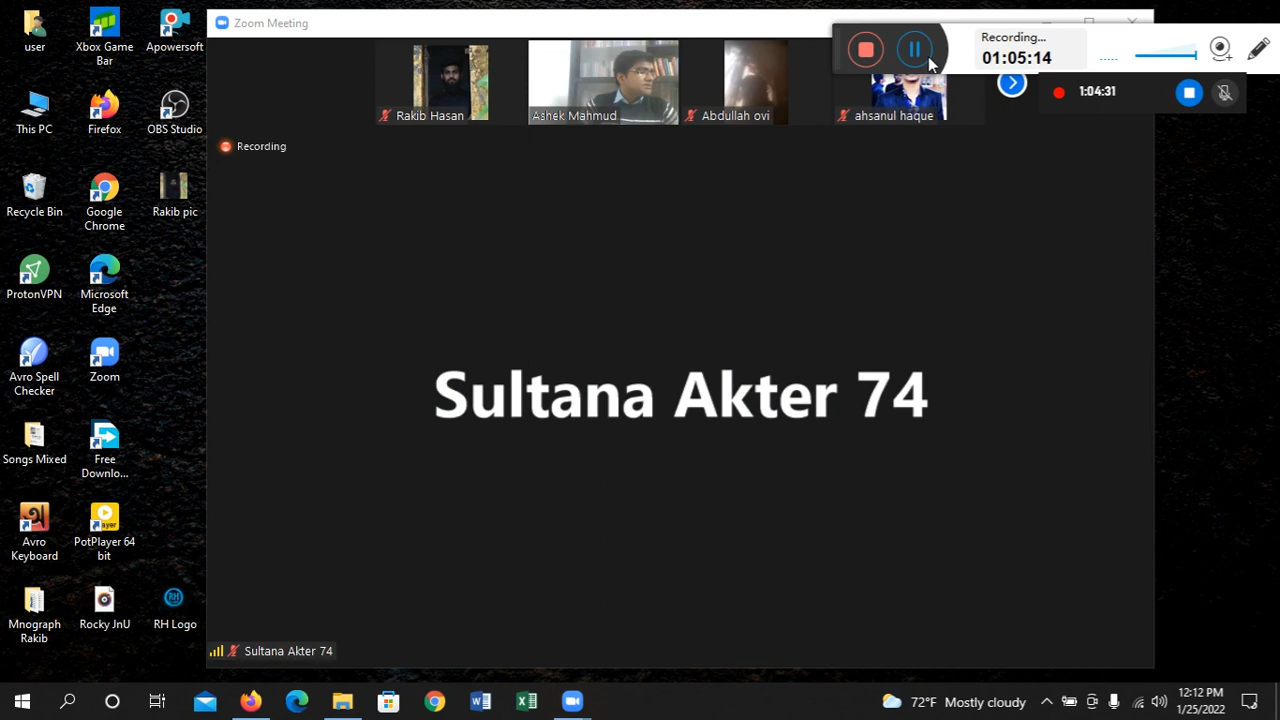 user
Xbox Game
Bar
Apowersoft
This PC
Firefox
OBS Studio
Recycle Bin
Google
Chrome
Rakib pic
ProtonVPN
Microsoft
Edge
Avro Spell
Checker
Zoom
Songs Mixed
Free
Downlo...
Avro
Keyboard
PotPlayer 64
bit
Mnograph
Rakib
Rocky JnU
RH Logo
Zoom Meeting
Rakib Hasan
Ashek Mahmud
Abdullah ovi
ahsanul haque
Recording...
01:05:14
1:04:31
Recording
Sultana Akter 74
Sultana Akter 74
72°F Mostly cloudy
12:12 PM
1/25/2022